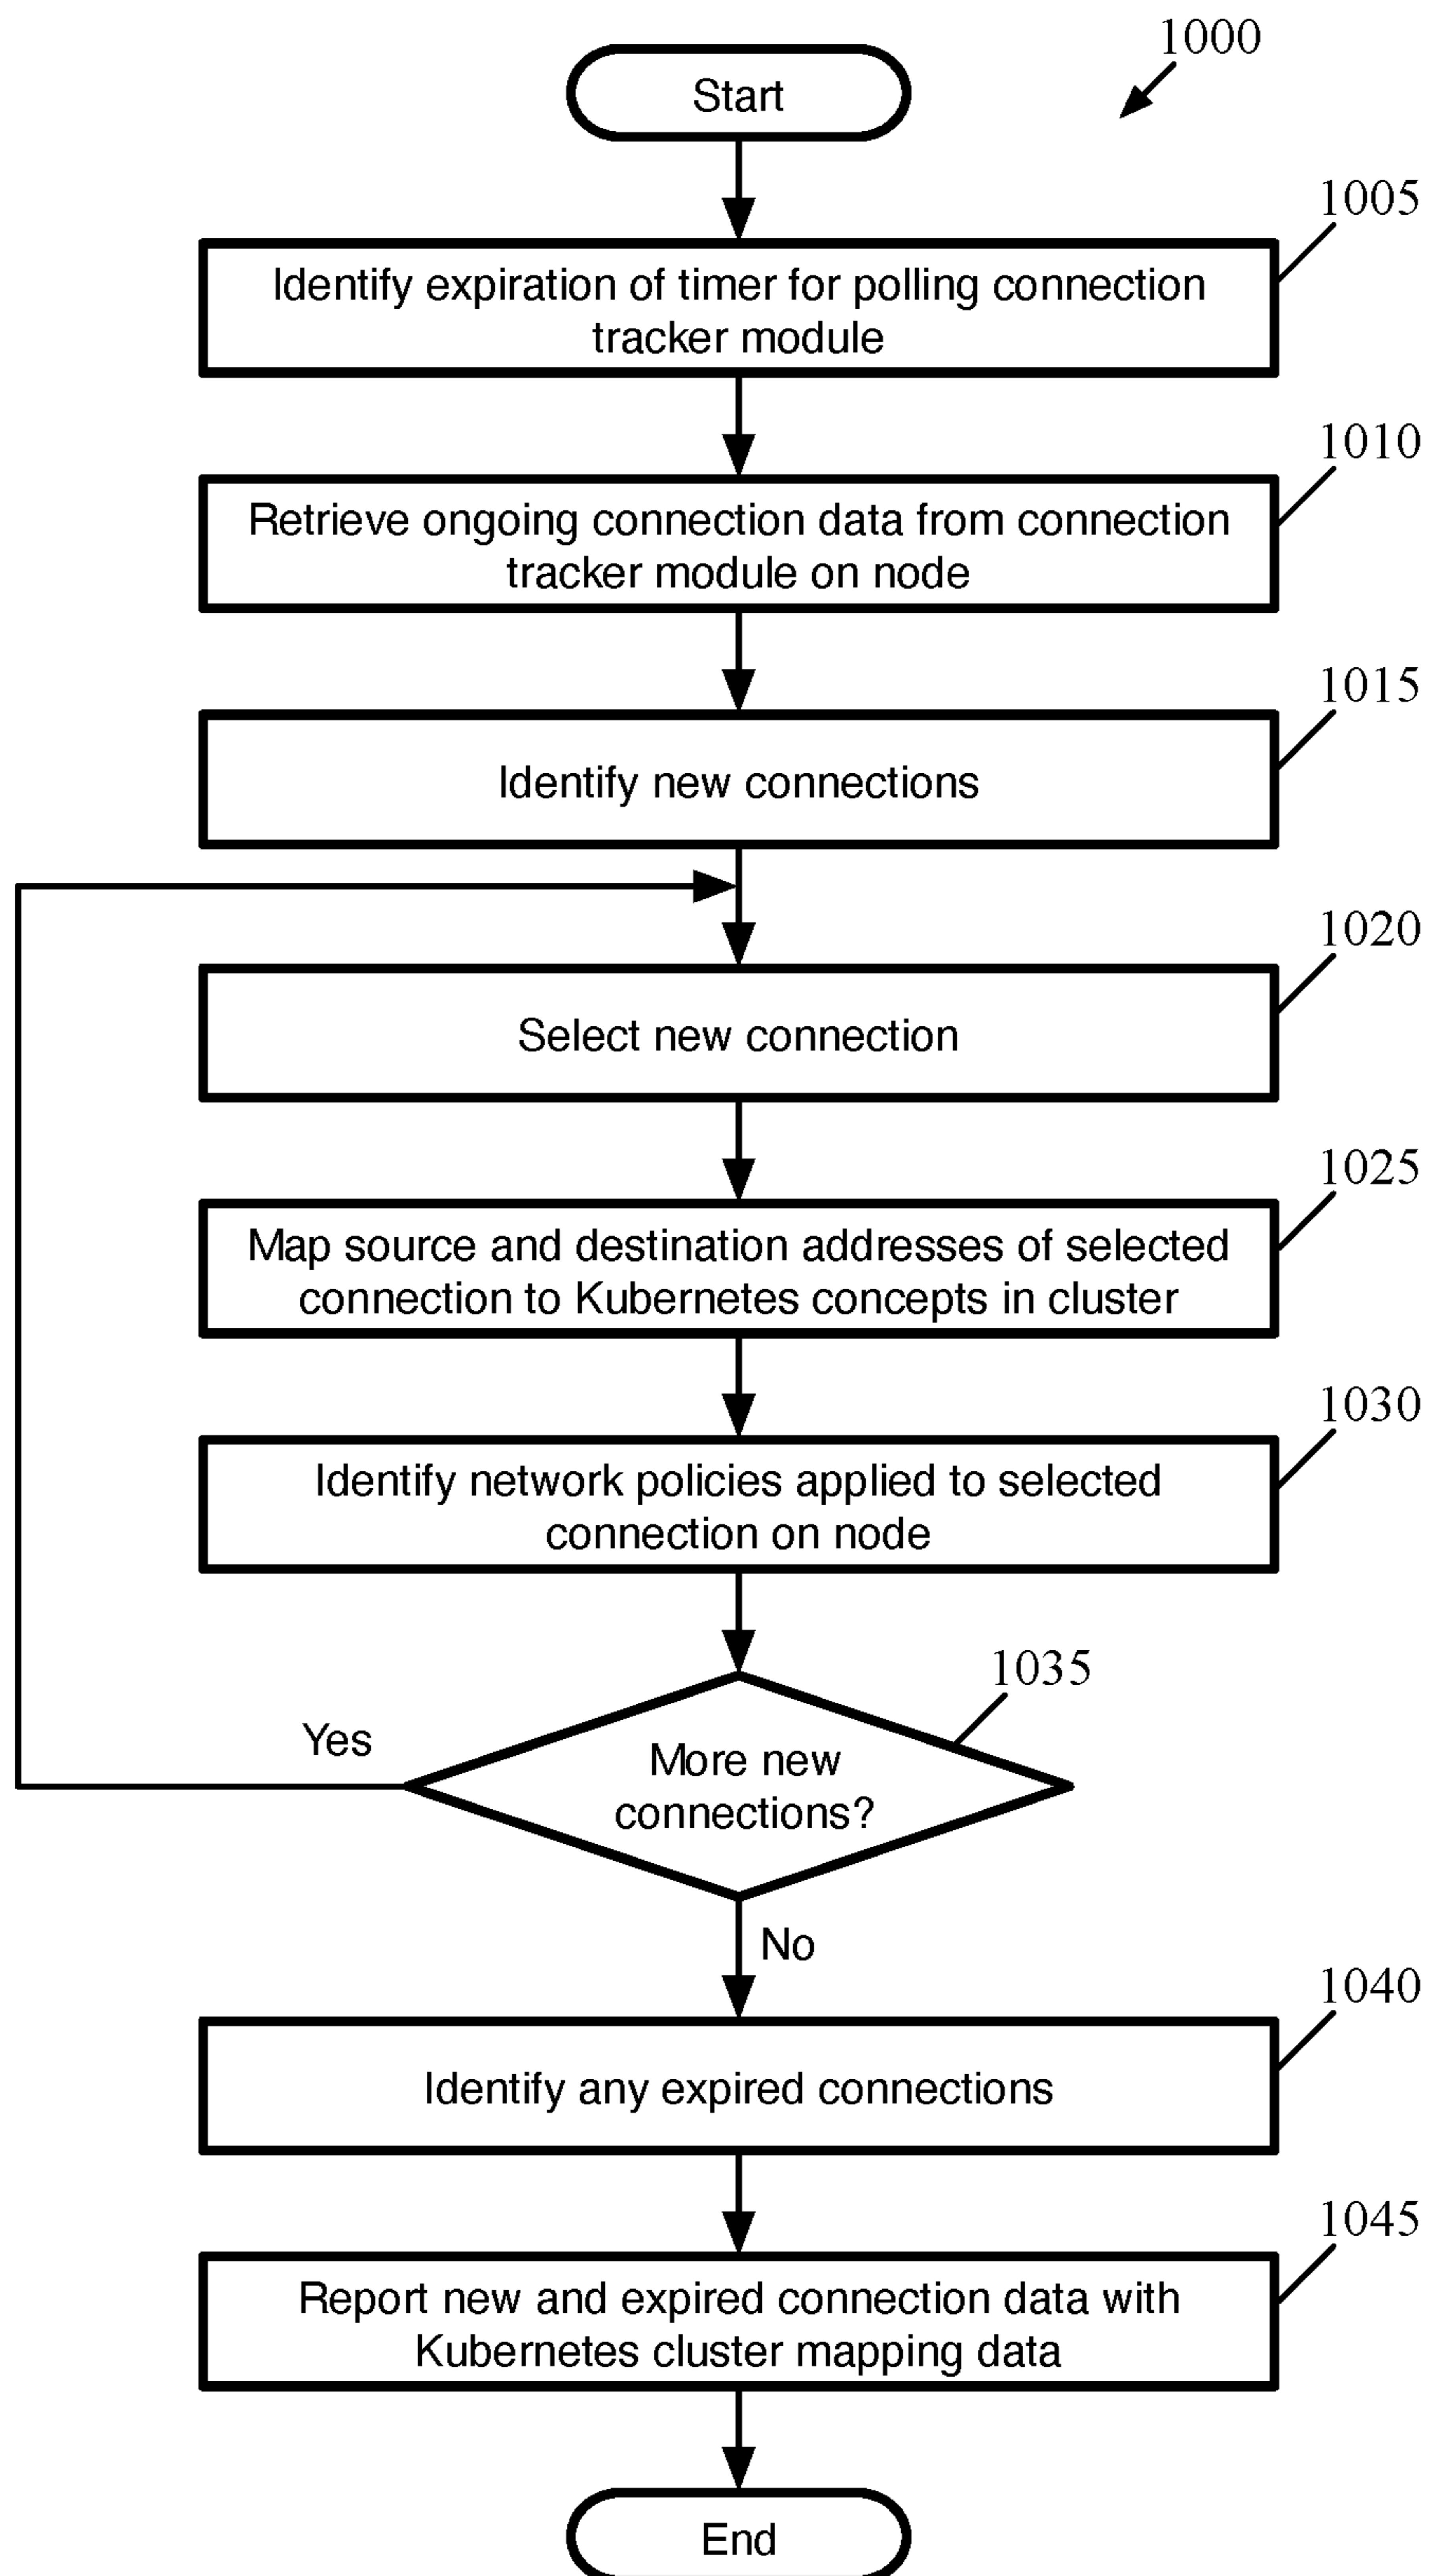 1000
Start
1005
Identify expiration of timer for polling connection
tracker module
1010
Retrieve ongoing connection data from connection
tracker module on node
1015
Identify new connections
1020
Select new connection
1025
Map source and destination addresses of selected
connection to Kubernetes concepts in cluster
1030
Identify network policies applied to selected
connection on node
1035
Yes
More new
connections?
No
1040
Identify any expired connections
1045
Report new and expired connection data with
Kubernetes cluster mapping data
End